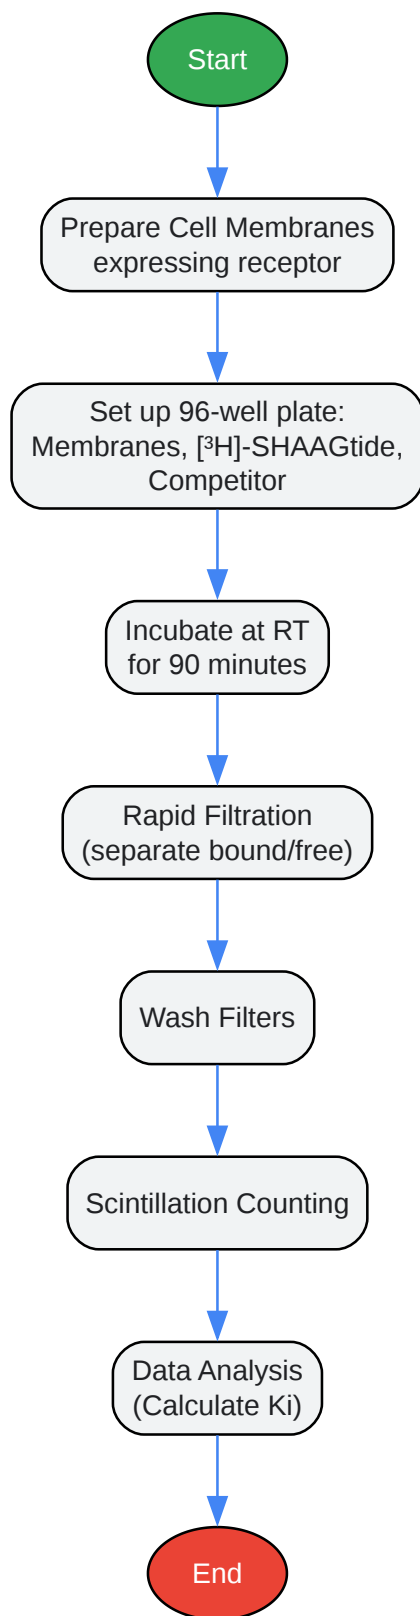 Start
Prepare Cell Membranes
expressing receptor
Set up 96-well plate:
Membranes, [³H]-SHAAGtide,
Competitor
Incubate at RT
for 90 minutes
Rapid Filtration
(separate bound/free)
Wash Filters
Scintillation Counting
Data Analysis
(Calculate Ki)
End